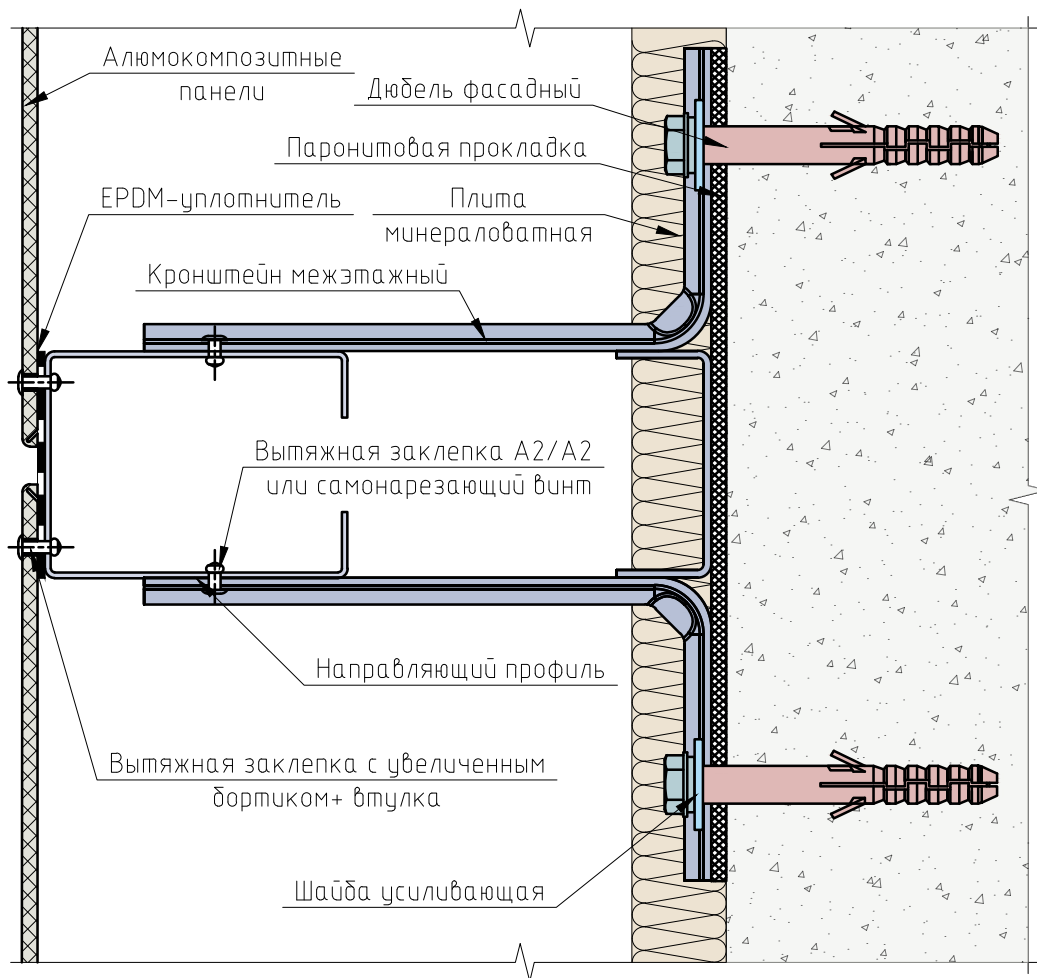 Алюмокомпозитные
панели
Дюбель фасадный
Паронитовая прокладка
EPDM-уплотнитель
Плита
минераловатная
Кронштейн межэтажный
Вытяжная заклепка А2/А2
или самонарезающий винт
Направляющий профиль
Вытяжная заклепка с увеличенным
бортиком+ втулка
Шайба усиливающая